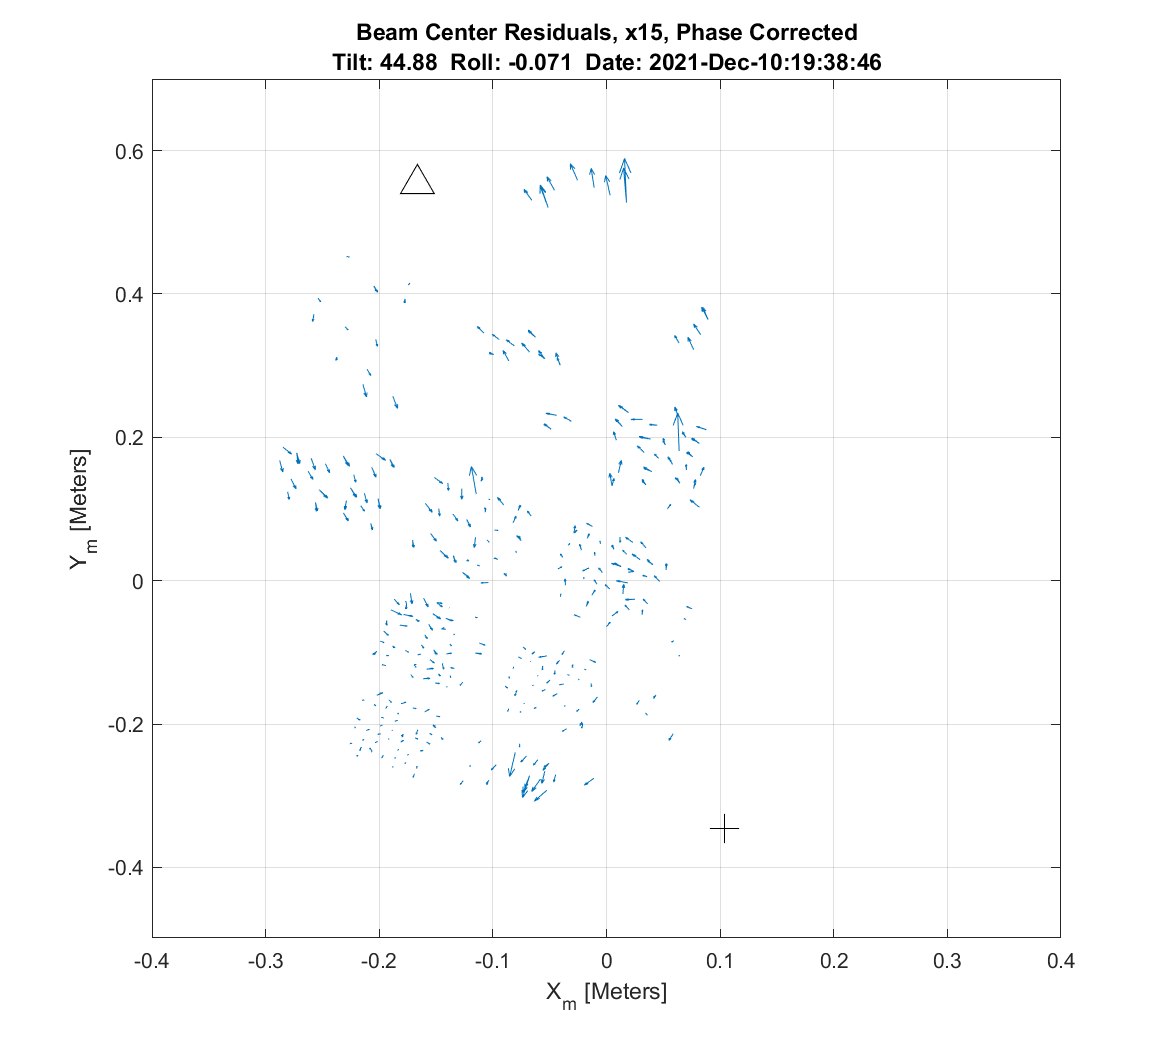 Beam Center Residuals, x15, Phase Corrected
Tilt: 44.88  Roll: -0.071  Date: 2021-Dec-10:19:38:46
0.6
0.4
0.2
0
-0.2
-0.4
Y_m [Meters]
-0.4 -0.3 -0.2 -0.1 0 0.1 0.2 0.3 0.4
X_m [Meters]